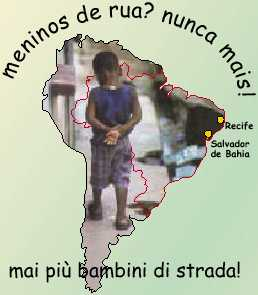 meninos de rua? nunca mais!
Recife
Salvador
de Bahia
mai più bambini di strada!